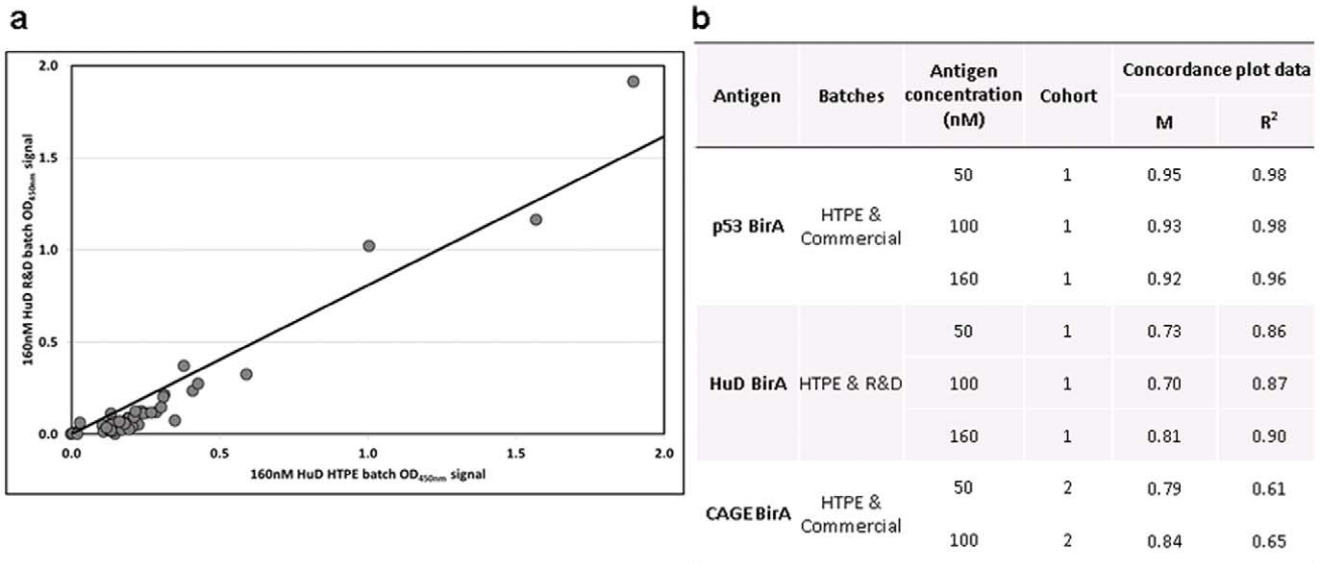 a
2.0
1.5
1.0
0.5
0.0
160nM HuD R&D batch OD450nm signal
0.0 0.5 1.0 1.5 2.0
160nM HuD HTPE batch OD450nm signal
b
Antigen Batches Antigen concentration (nM) Cohort Concordance plot data
M R²
p53 BirA HTPE & Commercial
50 1 0.95 0.98
100 1 0.93 0.98
160 1 0.92 0.96
HuD BirA HTPE & R&D
50 1 0.73 0.86
100 1 0.70 0.87
160 1 0.81 0.90
CAGE BirA HTPE & Commercial
50 2 0.79 0.61
100 2 0.84 0.65